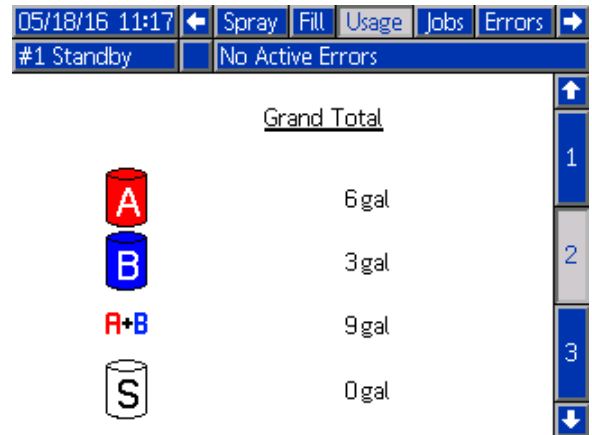 05/18/16 11:17 Spray Fill Usage Jobs Errors
#1 Standby No Active Errors
Grand Total
1
A 6 gal
B 3 gal
2
A+B 9 gal
3
S 0 gal